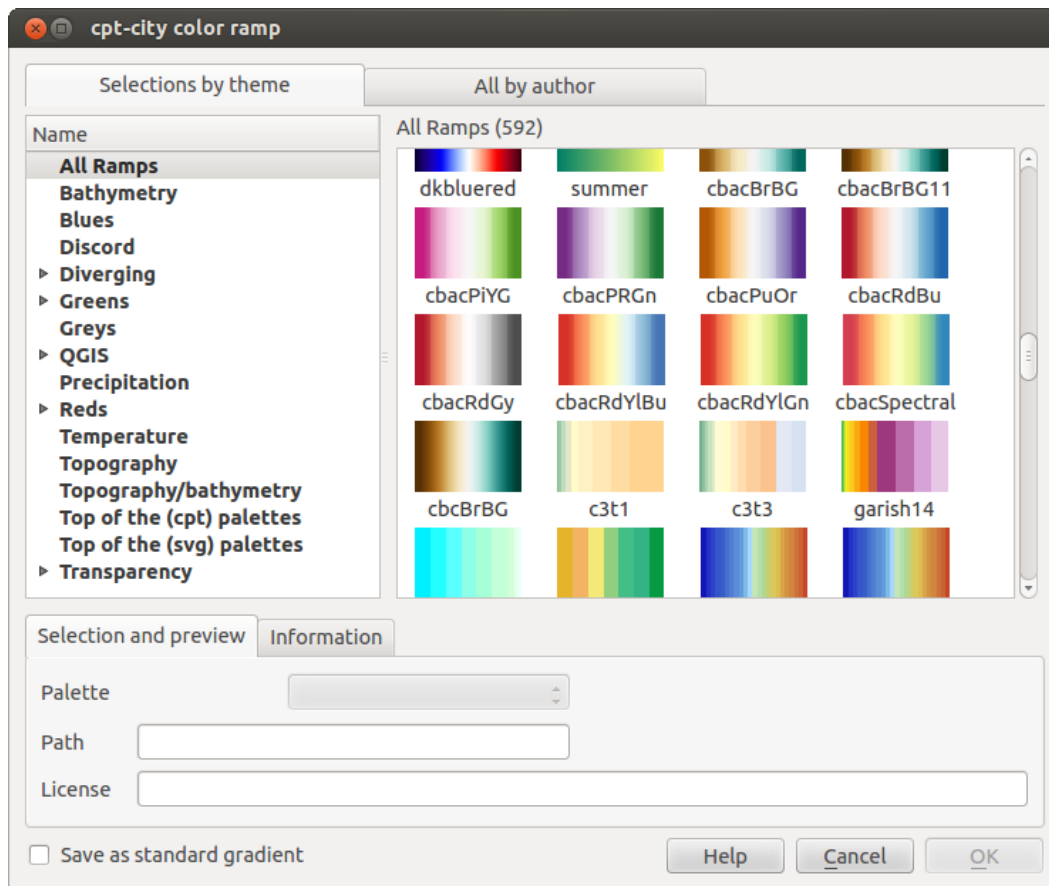 cpt-city color ramp
Selections by theme
All by author
Name
All Ramps
Bathymetry
Blues
Discord
Diverging
Greens
Greys
QGIS
Precipitation
Reds
Temperature
Topography
Topography/bathymetry
Top of the (cpt) palettes
Top of the (svg) palettes
Transparency
All Ramps (592)
dkbluered summer cbacBrBG cbacBrBG11
cbacPiYG cbacPRGn cbacPuOr cbacRdBu
cbacRdGy cbacRdYlBu cbacRdYlGn cbacSpectral
cbcBrBG c3t1 c3t3 garish14
Selection and preview
Information
Palette
Path
License
Save as standard gradient
Help
Cancel
OK